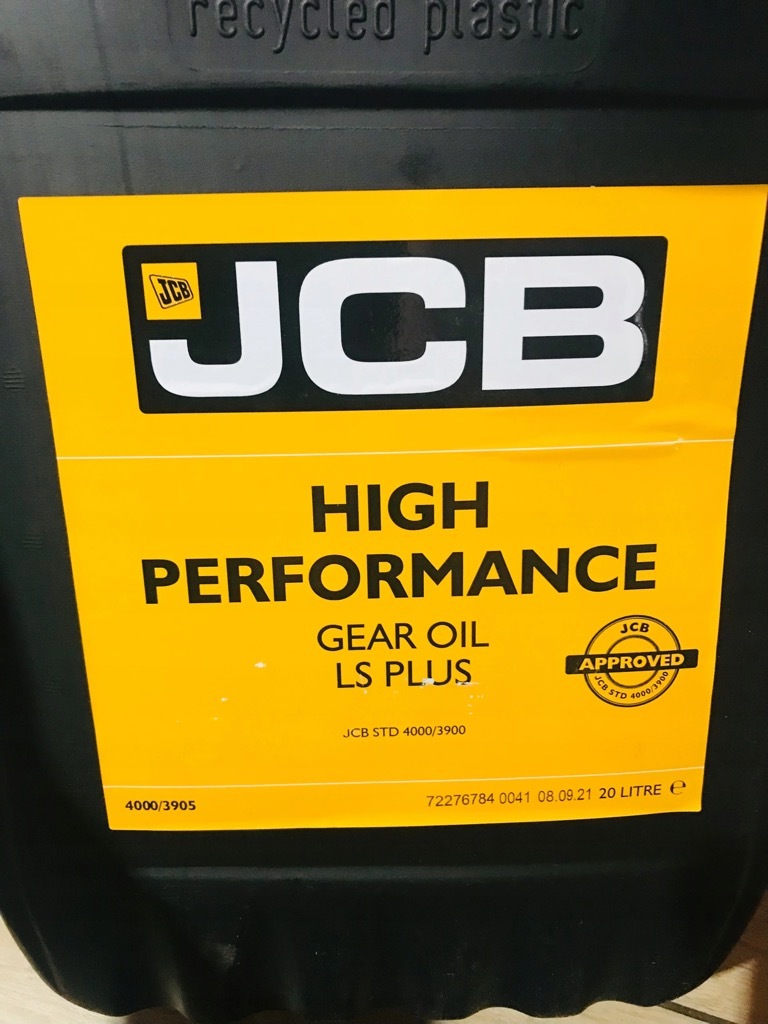 recycled plastic
JCB
JCB
HIGH
PERFORMANCE
GEAR OIL
LS PLUS
JCB
APPROVED
JCB STD 4000/3900
JCB STD 4000/3900
4000/3905
72276784 0041 08.09.21 20 LITRE ℮